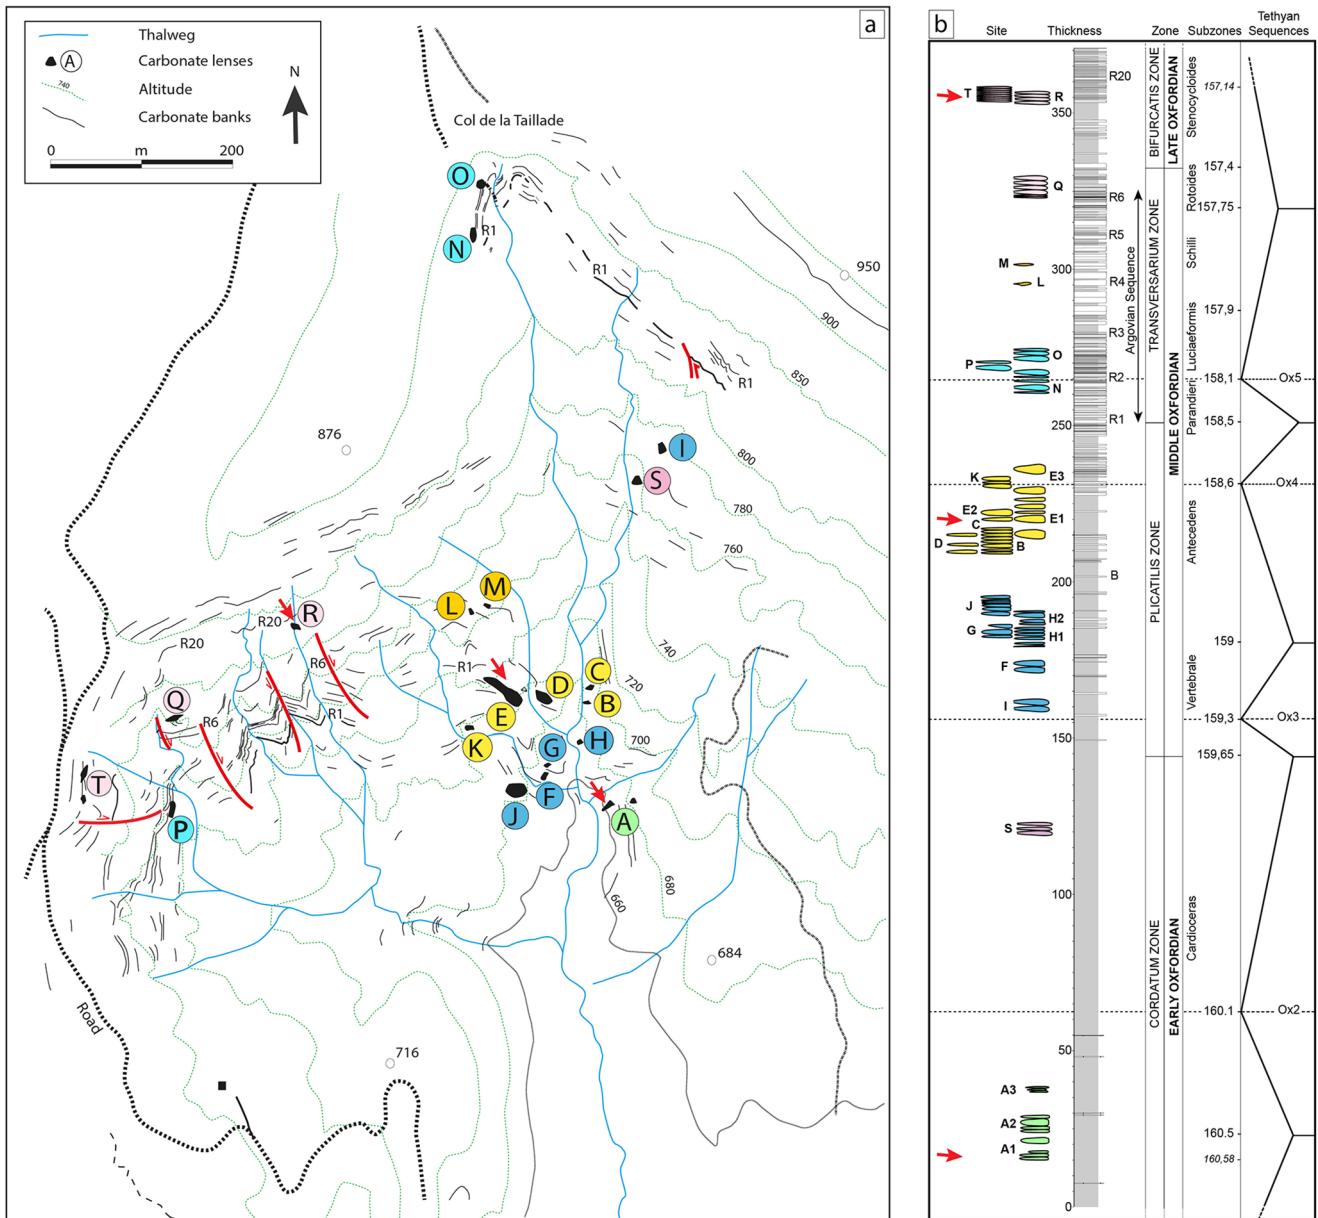 a
Thalweg
A
Carbonate lenses
740
Altitude
Carbonate banks
N
0 m 200
Col de la Taillade
O
R1
N
R1
950
900
R1
850
876
I
800
S
780
760
M
L
R
R20
R20
740
R6
R1
C
D
720
B
Q
R6
R1
E
H
700
K
G
T
F
J
A
P
680
660
684
Road
716
b
Site
Thickness
Zone
Subzones
Tethyan
Sequences
T
R
R20
350
BIFURCATIS ZONE
LATE OXFORDIAN
Stenocycloides
157,14
157,4
Q
R6
Rotoides
157,75
R5
M
300
L
R4
Schilli
Argovian Sequence
TRANSVERSARIUM ZONE
157,9
R3
Luciaeformis
O
P
R2
158,1
Ox5
N
Parandieri
MIDDLE OXFORDIAN
R1
250
158,5
K
E3
158,6
Ox4
E2
E1
C
D
B
Antecedens
200
B
PLICATILIS ZONE
J
H2
G
H1
159
F
Vertebrale
I
159,3
Ox3
150
159,65
S
100
CORDATUM ZONE
EARLY OXFORDIAN
Cardioceras
160.1
Ox2
50
A3
A2
A1
160.5
160,58
0